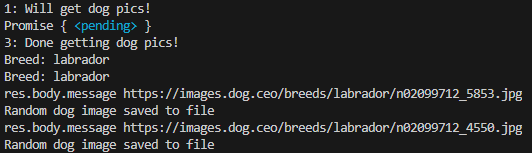 1: Will get dog pics!
Promise { <pending> }
3: Done getting dog pics!
Breed: labrador
Breed: labrador
res.body.message https://images.dog.ceo/breeds/labrador/n02099712_5853.jpg
Random dog image saved to file
res.body.message https://images.dog.ceo/breeds/labrador/n02099712_4550.jpg
Random dog image saved to file